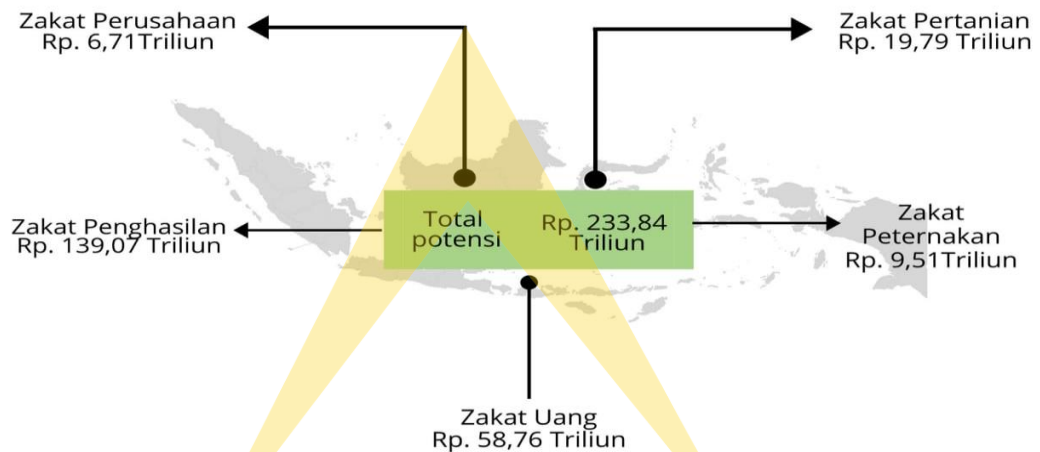 Zakat Perusahaan
Rp. 6,71Triliun
Zakat Pertanian
Rp. 19,79 Triliun
Zakat Penghasilan
Rp. 139,07 Triliun
Total
potensi
Rp. 233,84
Triliun
Zakat
Peternakan
Rp. 9,51Triliun
Zakat Uang
Rp. 58,76 Triliun